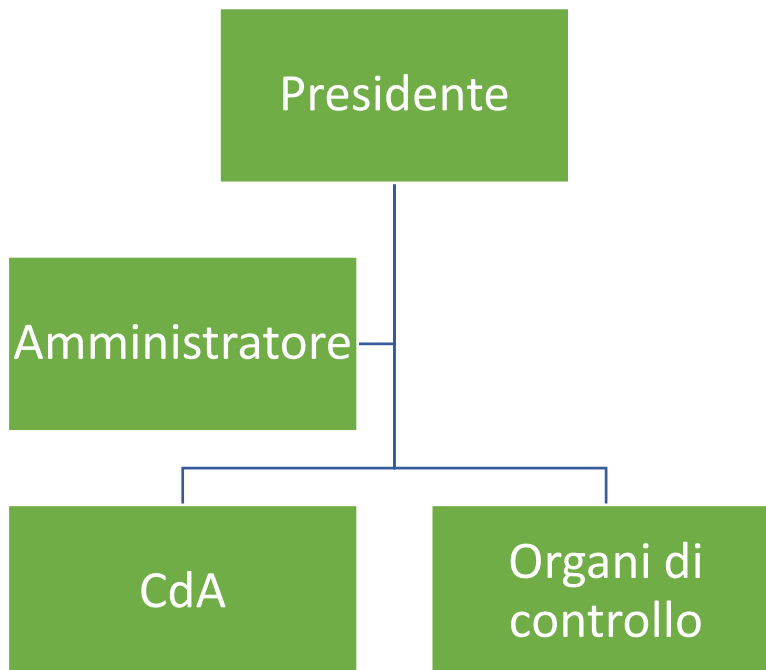 Presidente
Amministratore
CdA
Organi di
controllo